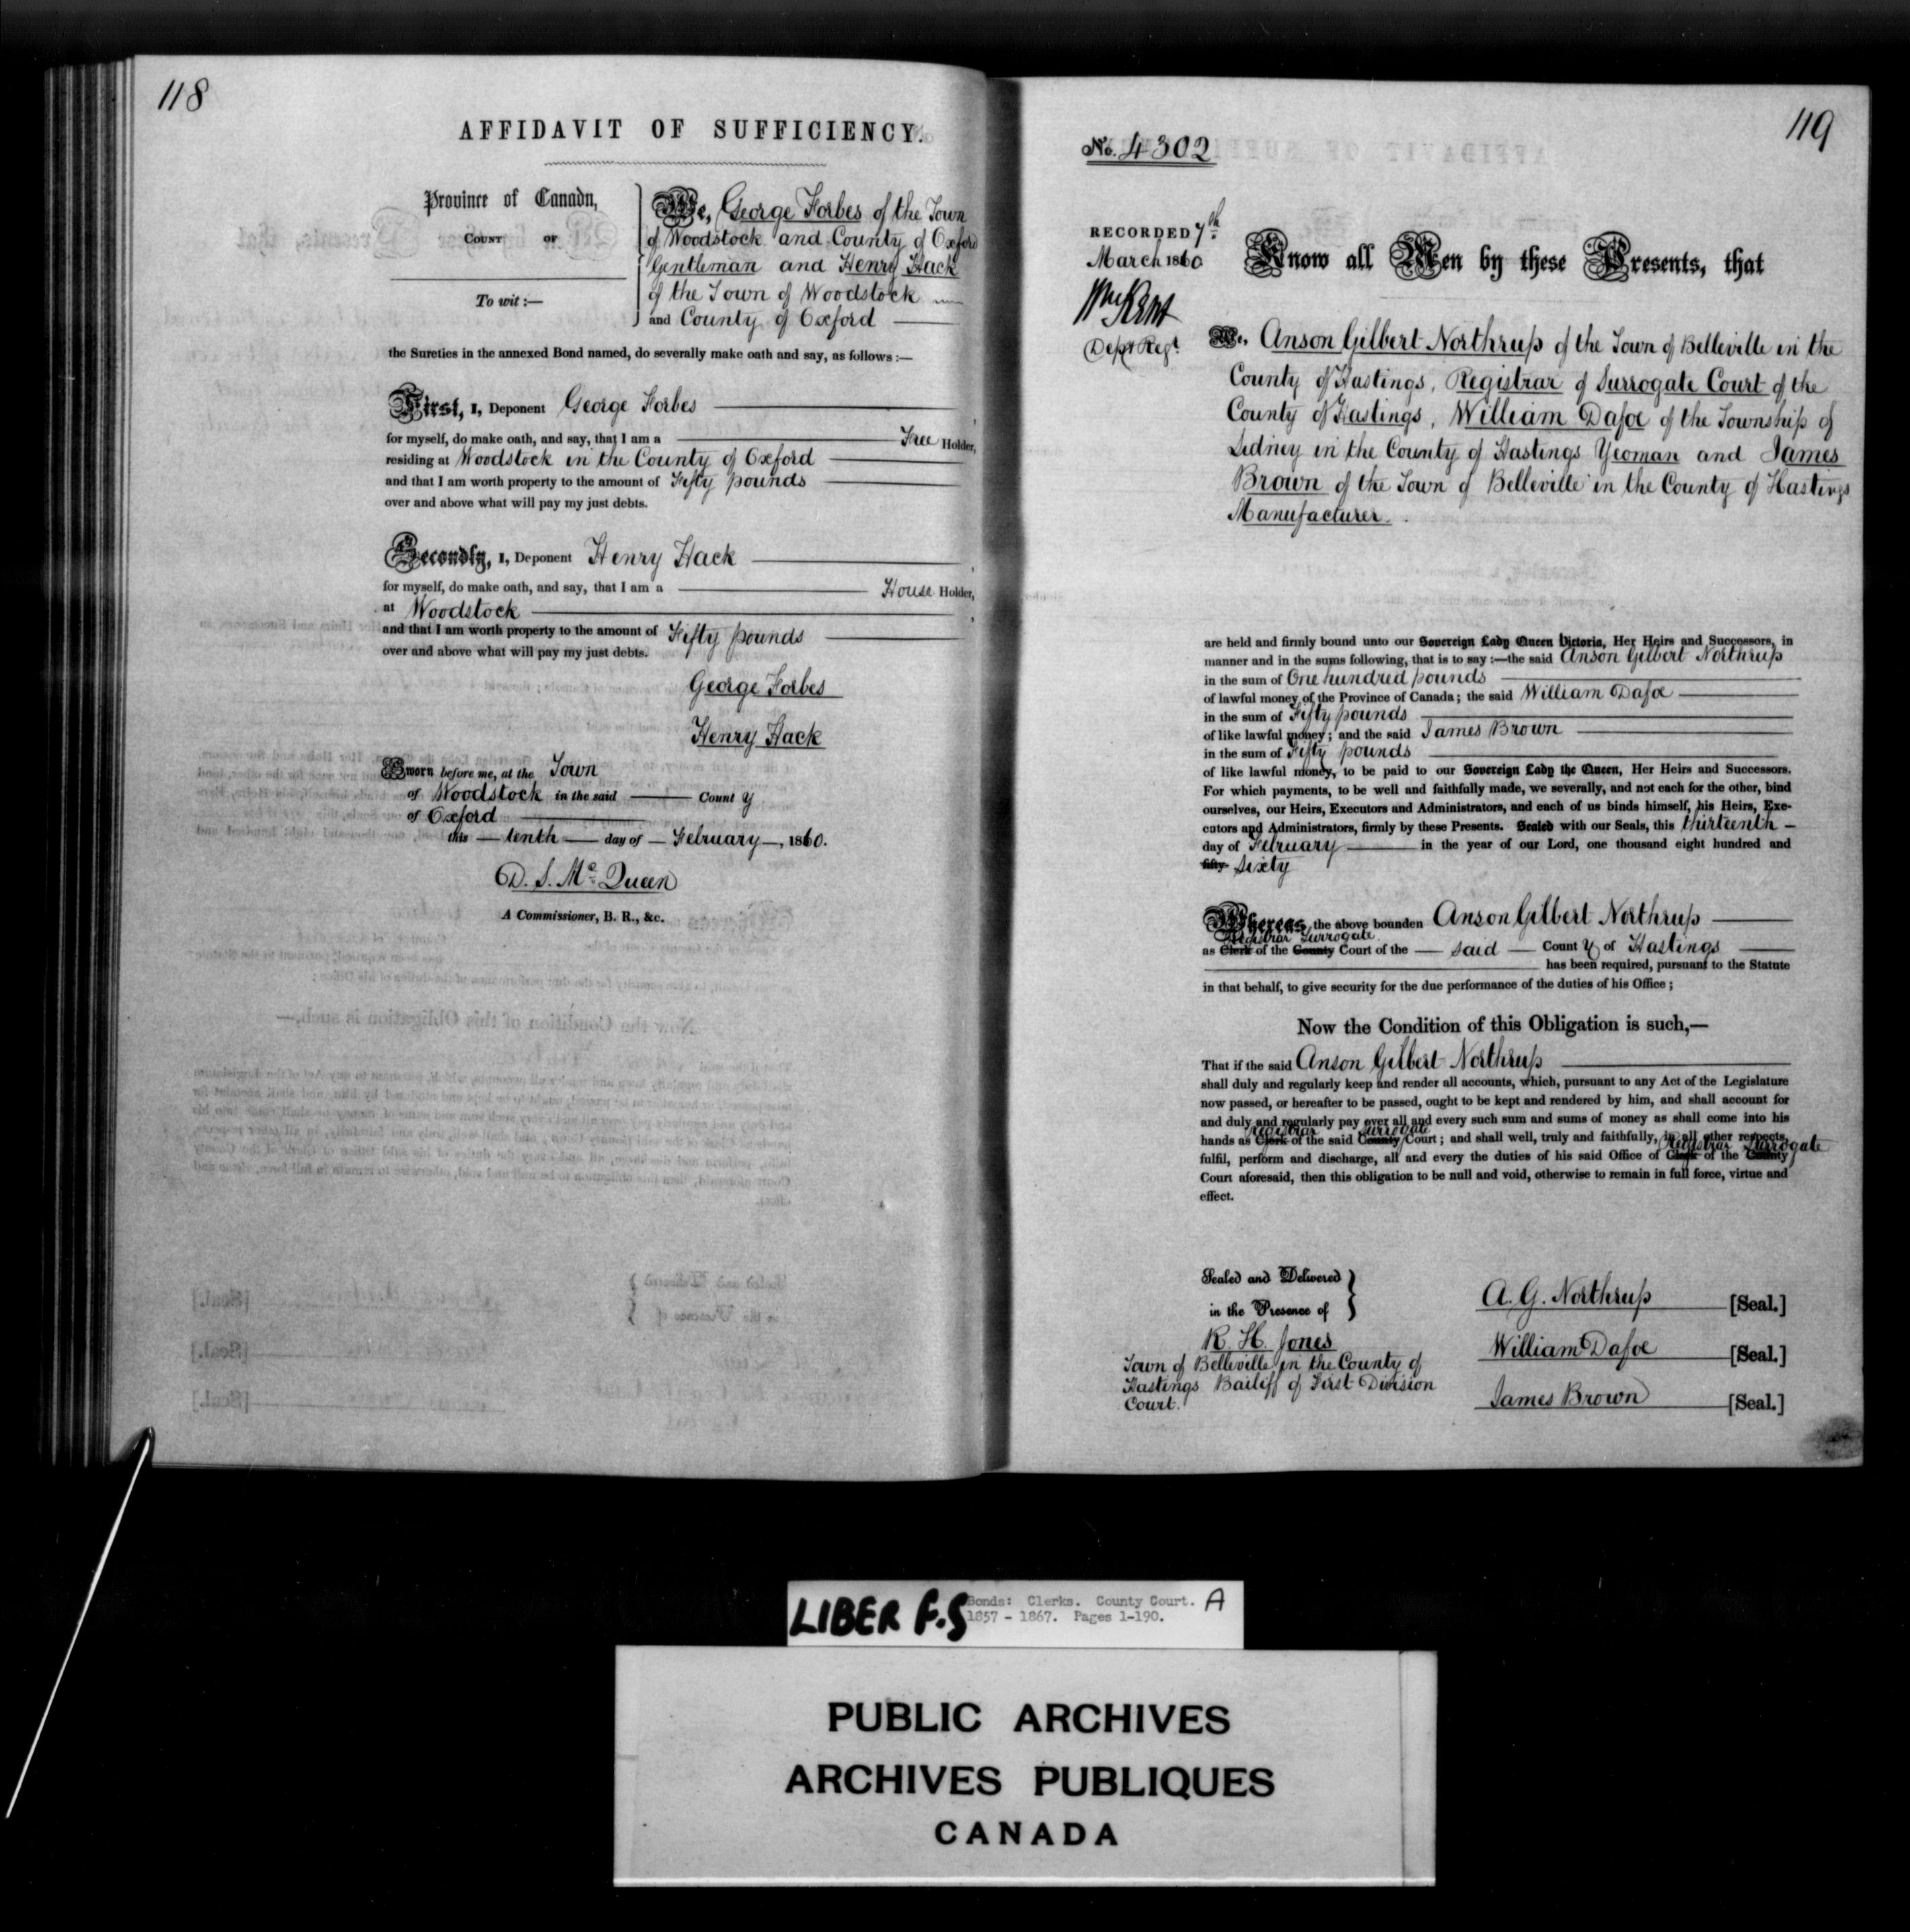 118
AFFIDAVIT OF SUFFICIENCY.
Province of Canada,
COUNT OF
To wit:—
We, George Forbes of the Town
of Woodstock and County of Oxford
Gentleman and Henry Hack
of the Town of Woodstock
and County of Oxford
the Sureties in the annexed Bond named, do severally make oath and say, as follows:—
First, I, Deponent George Forbes
for myself, do make oath, and say, that I am a Free Holder,
residing at Woodstock in the County of Oxford
and that I am worth property to the amount of Fifty pounds
over and above what will pay my just debts.
Secondly, I, Deponent Henry Hack
for myself, do make oath, and say, that I am a House Holder,
at Woodstock
and that I am worth property to the amount of Fifty pounds
over and above what will pay my just debts.
George Forbes
Henry Hack
Sworn before me, at the Town
of Woodstock in the said County
of Oxford
this tenth day of February, 1860.
D. S. McQueen
A Commissioner, B. R., &c.
119
No. 4302
RECORDED 7th
March 1860
Wm Kent
Depy Regt.
Know all Men by these Presents, that
We, Anson Gilbert Northrup of the Town of Belleville in the
County of Hastings, Registrar of Surrogate Court of the
County of Hastings, William Dafoe of the Township of
Sidney in the County of Hastings Yeoman and James
Brown of the Town of Belleville in the County of Hastings
Manufacturer.
are held and firmly bound unto our Sovereign Lady Queen Victoria, Her Heirs and Successors, in
manner and in the sums following, that is to say:—the said Anson Gilbert Northrup
in the sum of One hundred pounds
of lawful money of the Province of Canada; the said William Dafoe
in the sum of Fifty pounds
of like lawful money; and the said James Brown
in the sum of Fifty pounds
of like lawful money, to be paid to our Sovereign Lady the Queen, Her Heirs and Successors.
For which payments, to be well and faithfully made, we severally, and not each for the other, bind
ourselves, our Heirs, Executors and Administrators, and each of us binds himself, his Heirs, Exe-
cutors and Administrators, firmly by these Presents. Sealed with our Seals, this thirteenth —
day of February in the year of our Lord, one thousand eight hundred and
fifty- Sixty
Whereas the above bounden Anson Gilbert Northrup
Registrar Surrogate
as Clerk of the County Court of the said County of Hastings
has been required, pursuant to the Statute
in that behalf, to give security for the due performance of the duties of his Office;
Now the Condition of this Obligation is such,—
That if the said Anson Gilbert Northrup
shall duly and regularly keep and render all accounts, which, pursuant to any Act of the Legislature
now passed, or hereafter to be passed, ought to be kept and rendered by him, and shall account for
and duly and regularly pay over all and every such sum and sums of money as shall come into his
Registrar Surrogate
hands as Clerk of the said County Court; and shall well, truly and faithfully, in all other respects,
Registrar Surrogate
fulfil, perform and discharge, all and every the duties of his said Office of Clerk of the County
Court aforesaid, then this obligation to be null and void, otherwise to remain in full force, virtue and
effect.
Sealed and Delivered
in the Presence of
R. H. Jones
Town of Belleville in the County of
Hastings Bailiff of First Division
Court.
A. G. Northrup [Seal.]
William Dafoe [Seal.]
James Brown [Seal.]
LIBER F.S
Bonds: Clerks. County Court. A
1857 - 1867. Pages 1-190.
PUBLIC ARCHIVES
ARCHIVES PUBLIQUES
CANADA